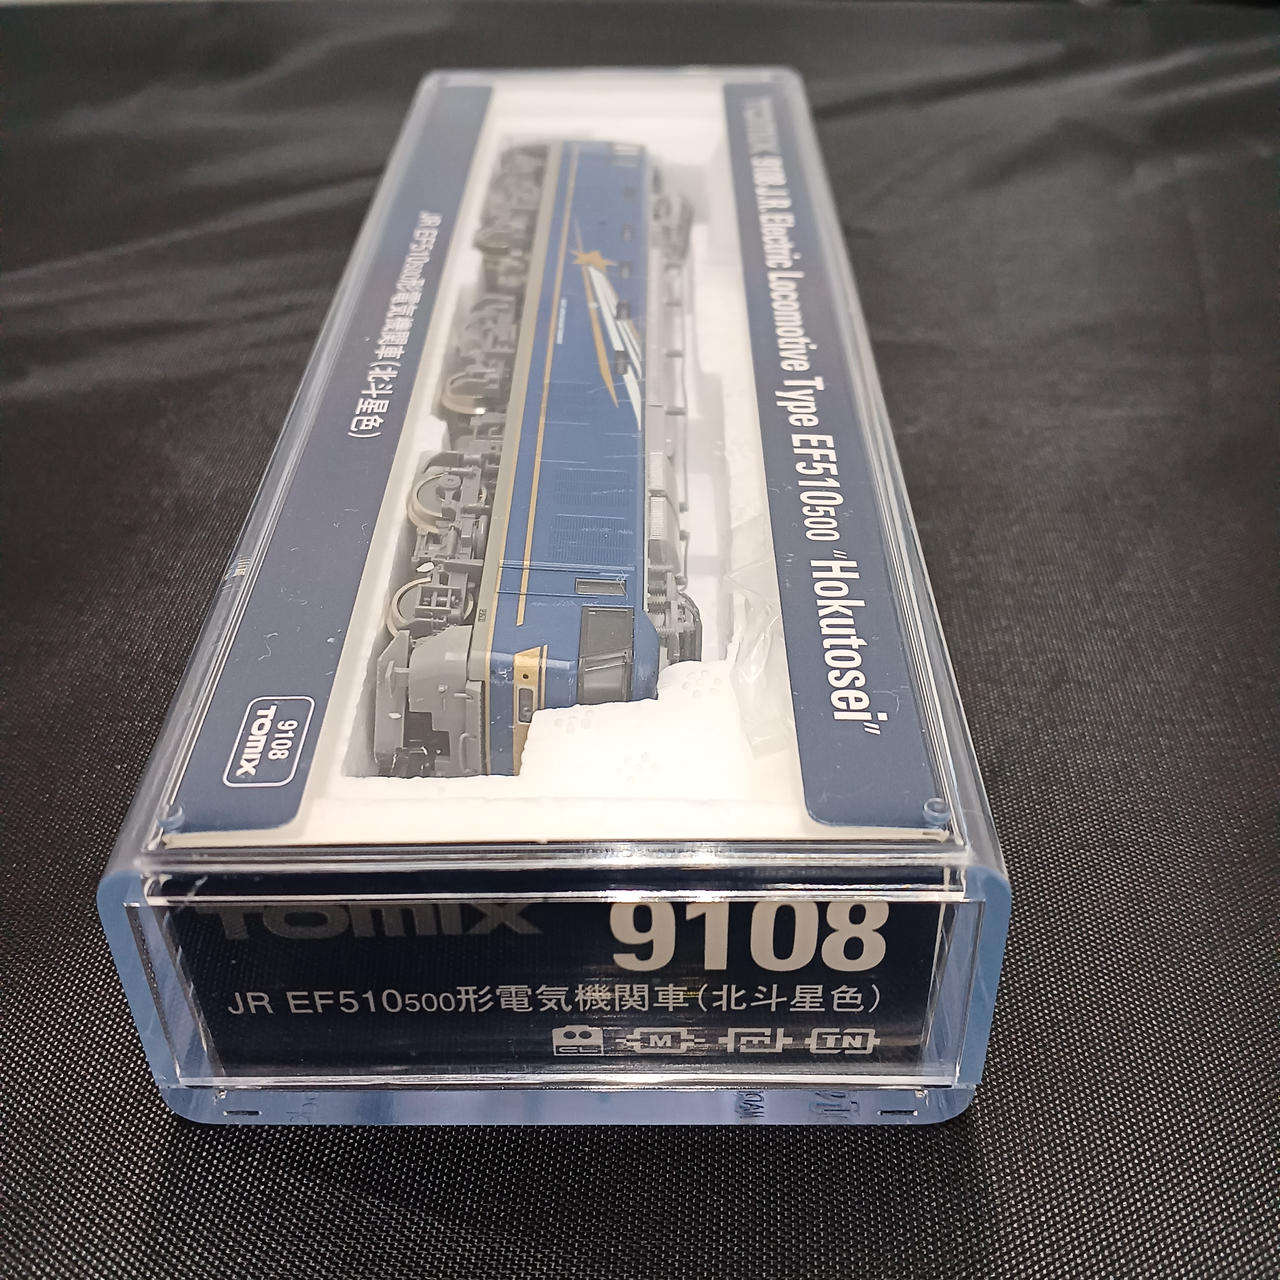 TOMIX 9108 J.R. Electric Locomotive Type EF510500 "Hokutosei"
JR EF510500形電気機関車(北斗星色)
9108
TOMIX
TOMIX 9108
JR EF510500形電気機関車(北斗星色)
CL M T TN